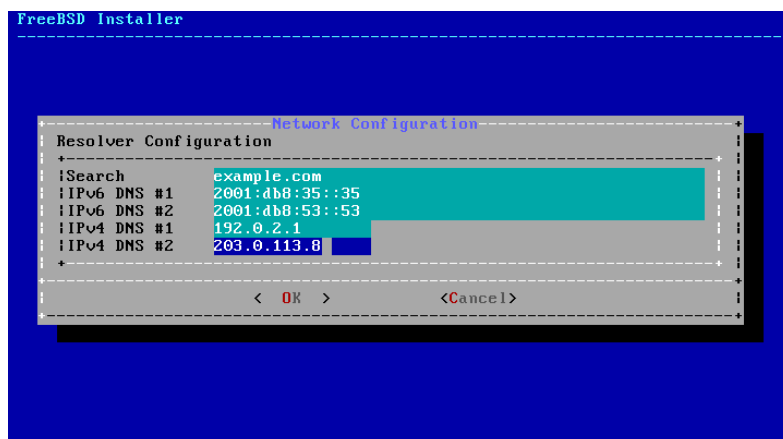 FreeBSD Installer
Network Configuration
Resolver Configuration
Search example.com
IPv6 DNS #1 2001:db8:35::35
IPv6 DNS #2 2001:db8:53::53
IPv4 DNS #1 192.0.2.1
IPv4 DNS #2 203.0.113.8
< OK > <Cancel>